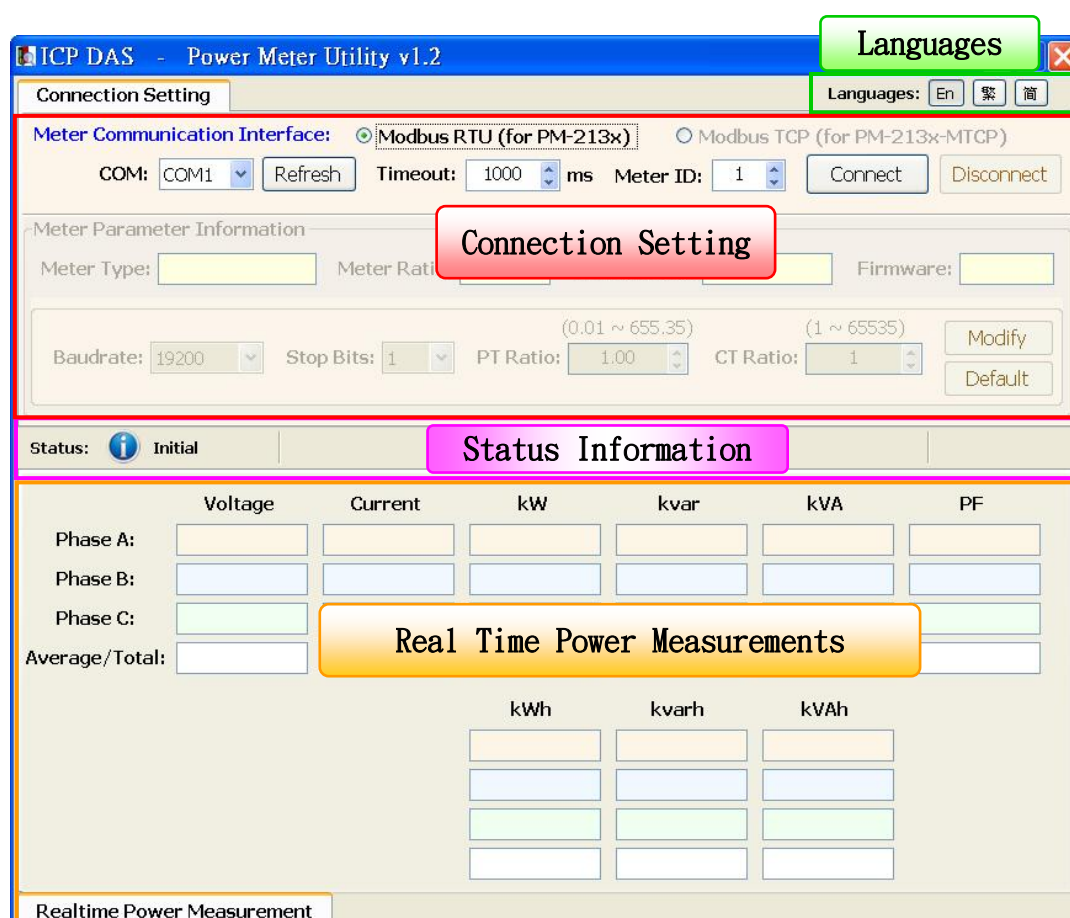 Languages
ICP DAS - Power Meter Utility v1.2
Connection Setting
Languages: En 繁 简
Meter Communication Interface: Modbus RTU (for PM-213x) Modbus TCP (for PM-213x-MTCP)
COM: COM1 Refresh Timeout: 1000 ms Meter ID: 1 Connect Disconnect
Meter Parameter Information
Connection Setting
Meter Type: Meter Rati Firmware:
(0.01 ~ 655.35) (1 ~ 65535)
Baudrate: 19200 Stop Bits: 1 PT Ratio: 1.00 CT Ratio: 1 Modify
Default
Status: Initial
Status Information
Voltage Current kW kvar kVA PF
Phase A:
Phase B:
Phase C:
Real Time Power Measurements
Average/Total:
kWh kvarh kVAh
Realtime Power Measurement